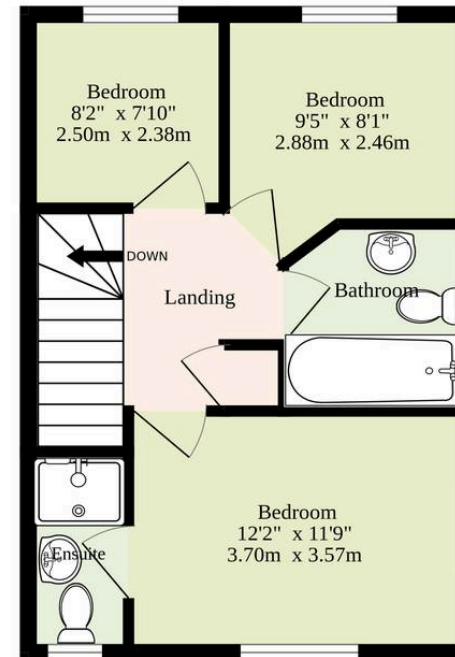 Bedroom
8'2" x 7'10"
2.50m x 2.38m
Bedroom
9'5" x 8'1"
2.88m x 2.46m
DOWN
Landing
Bathroom
Bedroom
12'2" x 11'9"
3.70m x 3.57m
Ensuite